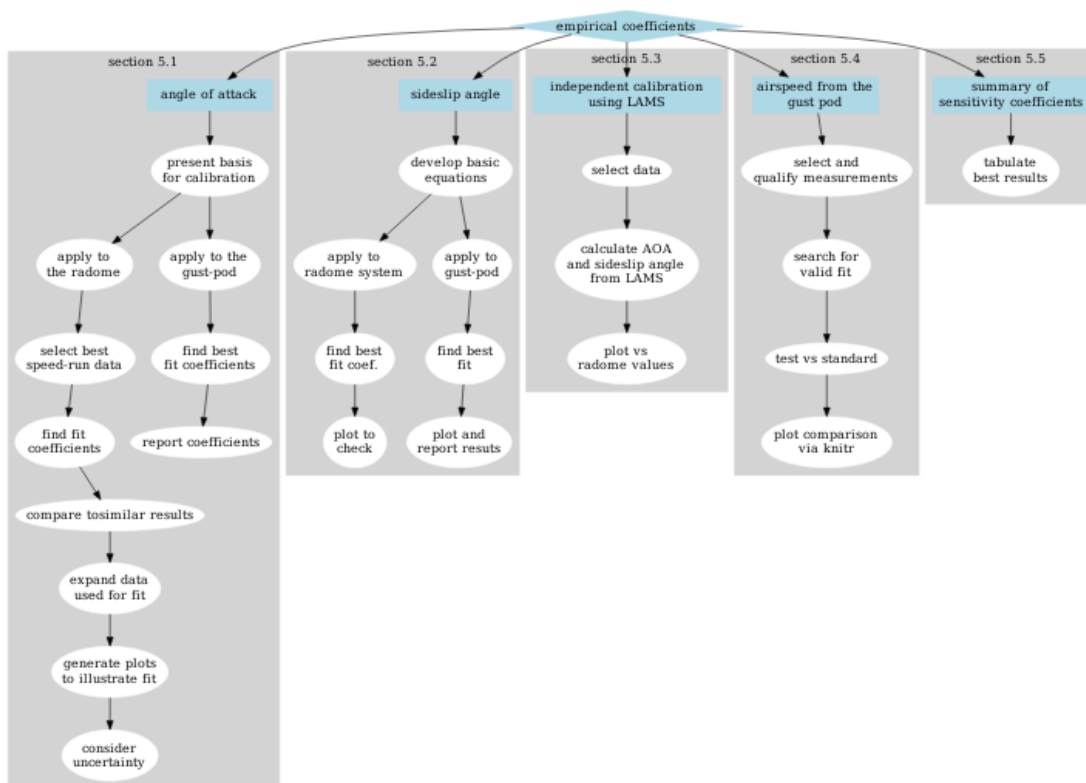 empirical coefficients
section 5.1
angle of attack
present basis
for calibration
apply to
the radome
apply to the
gust-pod
select best
speed-run data
find best
fit coefficients
find fit
coefficients
report coefficients
compare tosimilar results
expand data
used for fit
generate plots
to illustrate fit
consider
uncertainty
section 5.2
sideslip angle
develop basic
equations
apply to
radome system
apply to
gust-pod
find best
fit coef.
find best
fit
plot to
check
plot and
report resuts
section 5.3
independent calibration
using LAMS
select data
calculate AOA
and sideslip angle
from LAMS
plot vs
radome values
section 5.4
airspeed from the
gust pod
select and
qualify measurements
search for
valid fit
test vs standard
plot comparison
via knitr
section 5.5
summary of
sensitivity coefficients
tabulate
best results